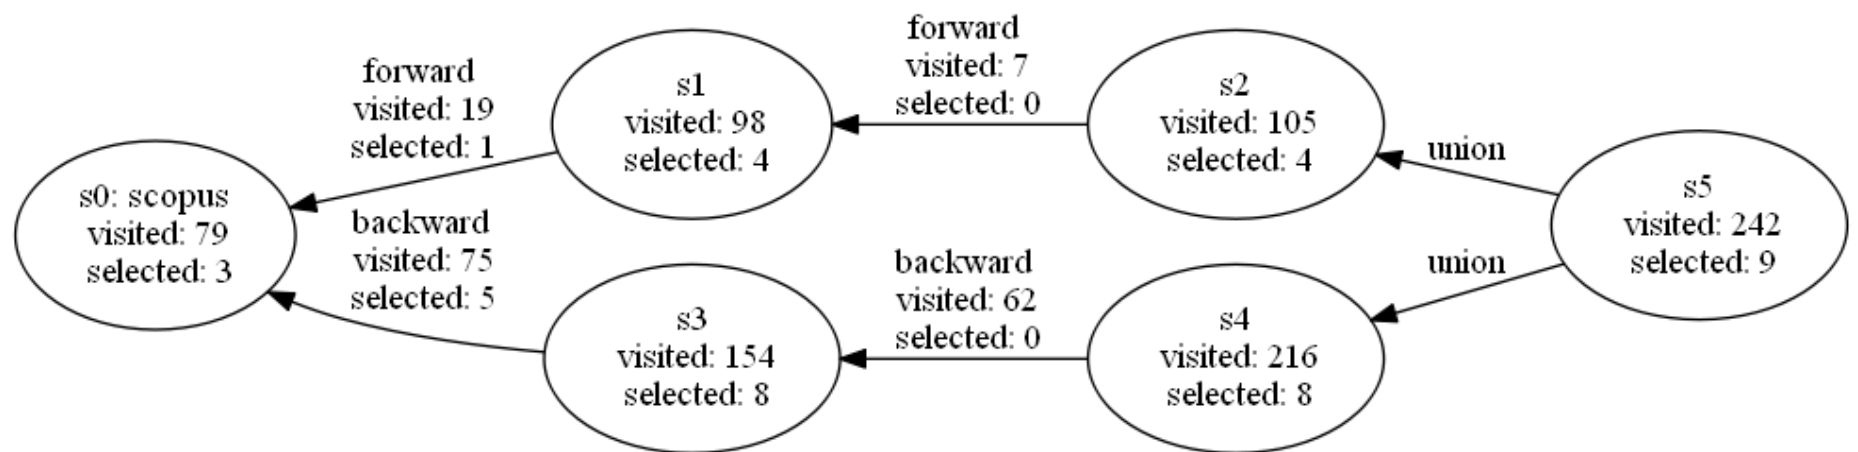 s0: scopus
visited: 79
selected: 3
forward
visited: 19
selected: 1
backward
visited: 75
selected: 5
s1
visited: 98
selected: 4
s3
visited: 154
selected: 8
forward
visited: 7
selected: 0
backward
visited: 62
selected: 0
s2
visited: 105
selected: 4
s4
visited: 216
selected: 8
union
union
s5
visited: 242
selected: 9